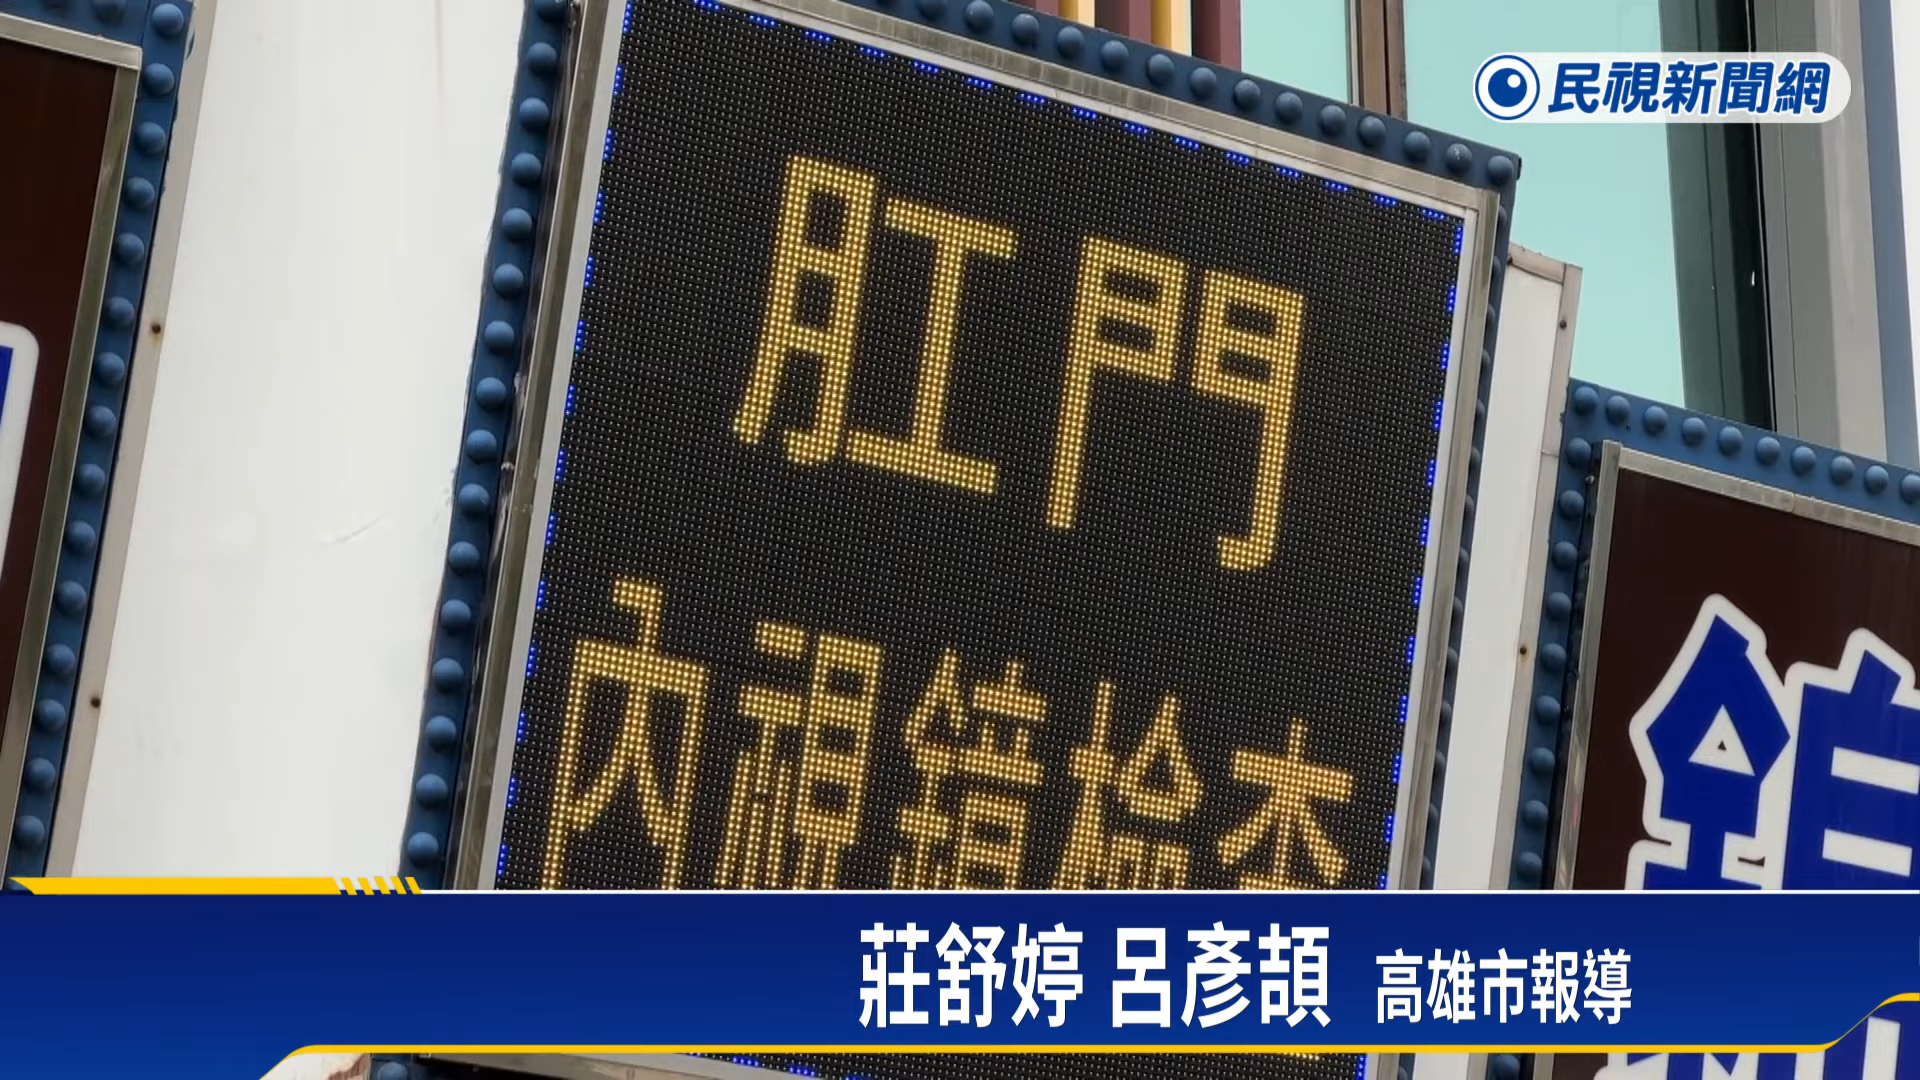 民視新聞網
肛門
內視鏡檢查
鏡
莊舒婷 呂彥頡 高雄市報導